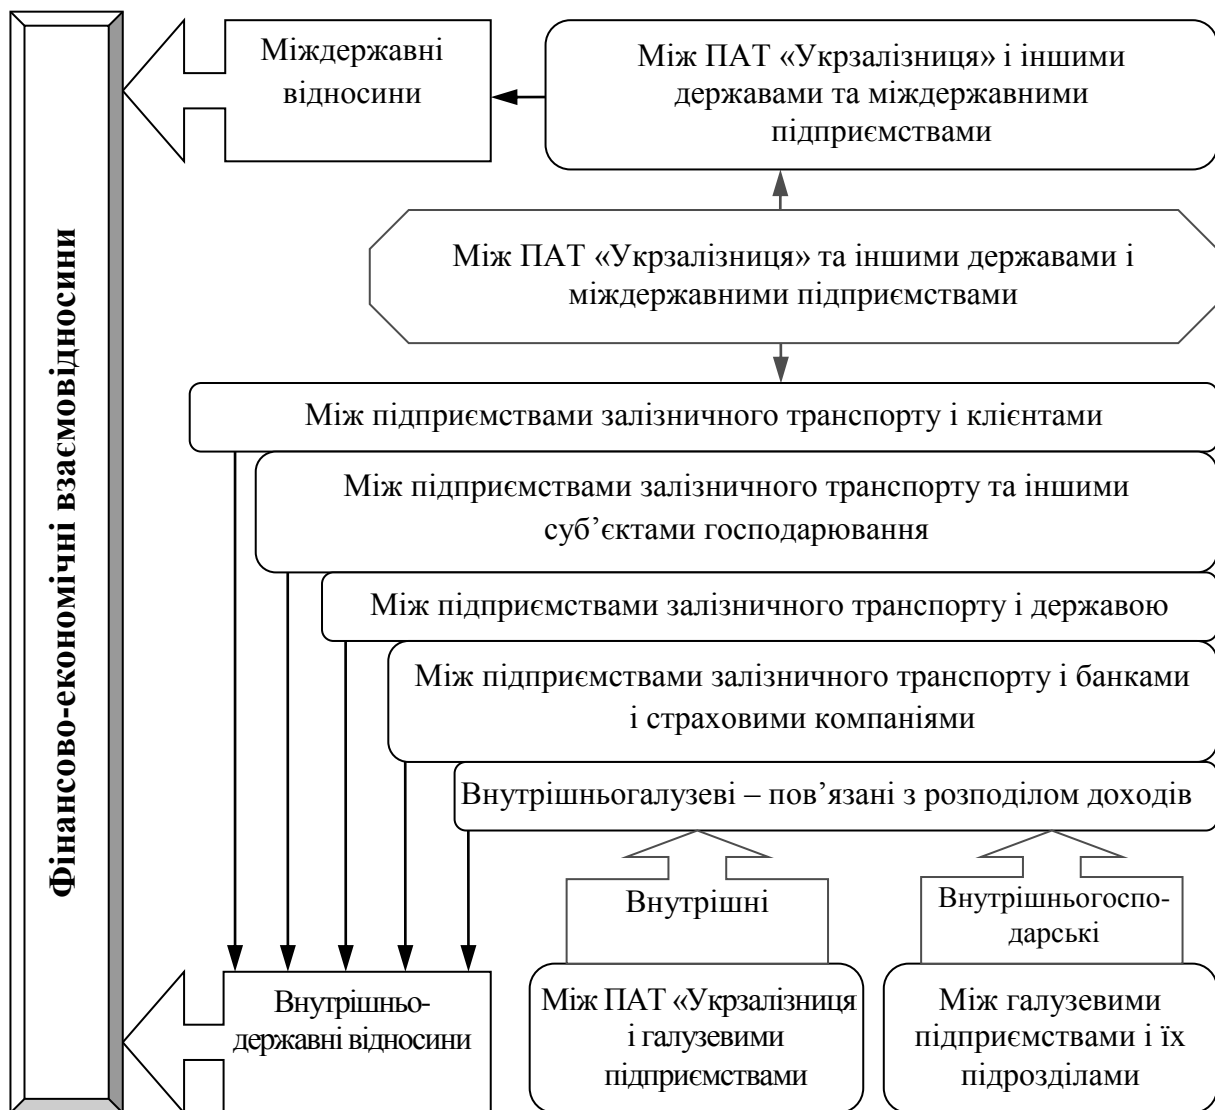 Фінансово-економічні взаємовідносини
Міждержавні
відносини
Між ПАТ «Укрзалізниця» і іншими
державами та міждержавними
підприємствами
Між ПАТ «Укрзалізниця» та іншими державами і
міждержавними підприємствами
Між підприємствами залізничного транспорту і клієнтами
Між підприємствами залізничного транспорту та іншими
суб’єктами господарювання
Між підприємствами залізничного транспорту і державою
Між підприємствами залізничного транспорту і банками
і страховими компаніями
Внутрішньогалузеві – пов’язані з розподілом доходів
Внутрішні
Внутрішньогоспо-
дарські
Внутрішньо-
державні відносини
Між ПАТ «Укрзалізниця
і галузевими
підприємствами
Між галузевими
підприємствами і їх
підрозділами